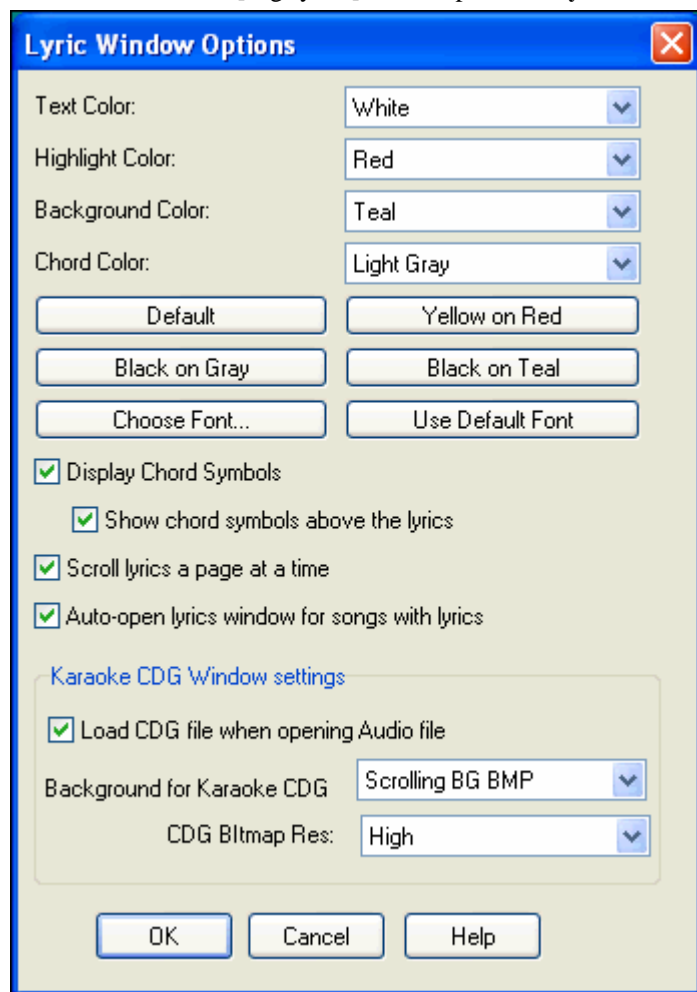 Lyric Window Options
Text Color: White
Highlight Color: Red
Background Color: Teal
Chord Color: Light Gray
Default Yellow on Red
Black on Gray Black on Teal
Choose Font... Use Default Font
Display Chord Symbols
Show chord symbols above the lyrics
Scroll lyrics a page at a time
Auto-open lyrics window for songs with lyrics
Karaoke CDG Window settings
Load CDG file when opening Audio file
Background for Karaoke CDG Scrolling BG BMP
CDG BItmap Res: High
OK Cancel Help